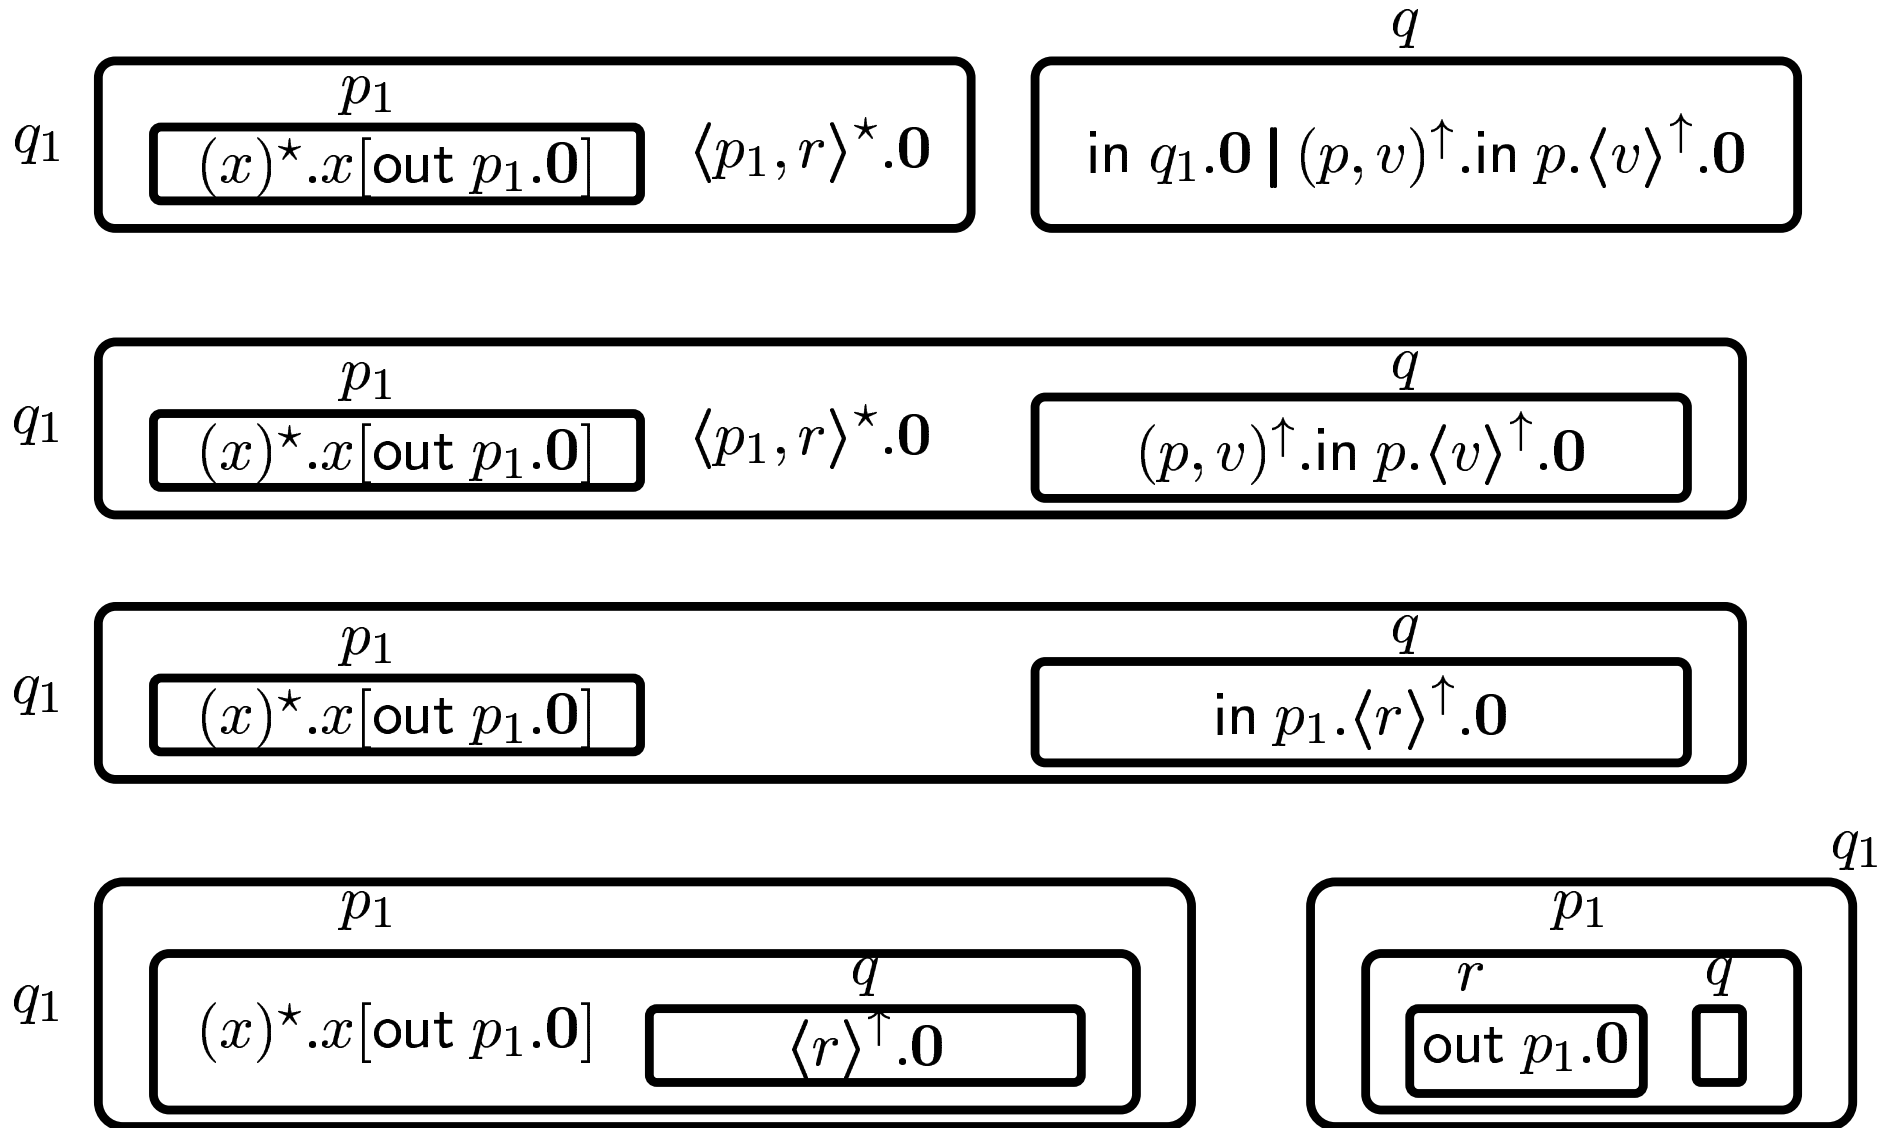 q
p₁
q₁ (x)⋆.x[out p₁.0] ⟨p₁, r⟩⋆.0 in q₁.0 | (p, v)↑.in p.⟨v⟩↑.0
p₁ q
q₁ (x)⋆.x[out p₁.0] ⟨p₁, r⟩⋆.0 (p, v)↑.in p.⟨v⟩↑.0
p₁ q
q₁ (x)⋆.x[out p₁.0] in p₁.⟨r⟩↑.0
q₁
p₁ p₁
q r q
q₁ (x)⋆.x[out p₁.0] ⟨r⟩↑.0 out p₁.0